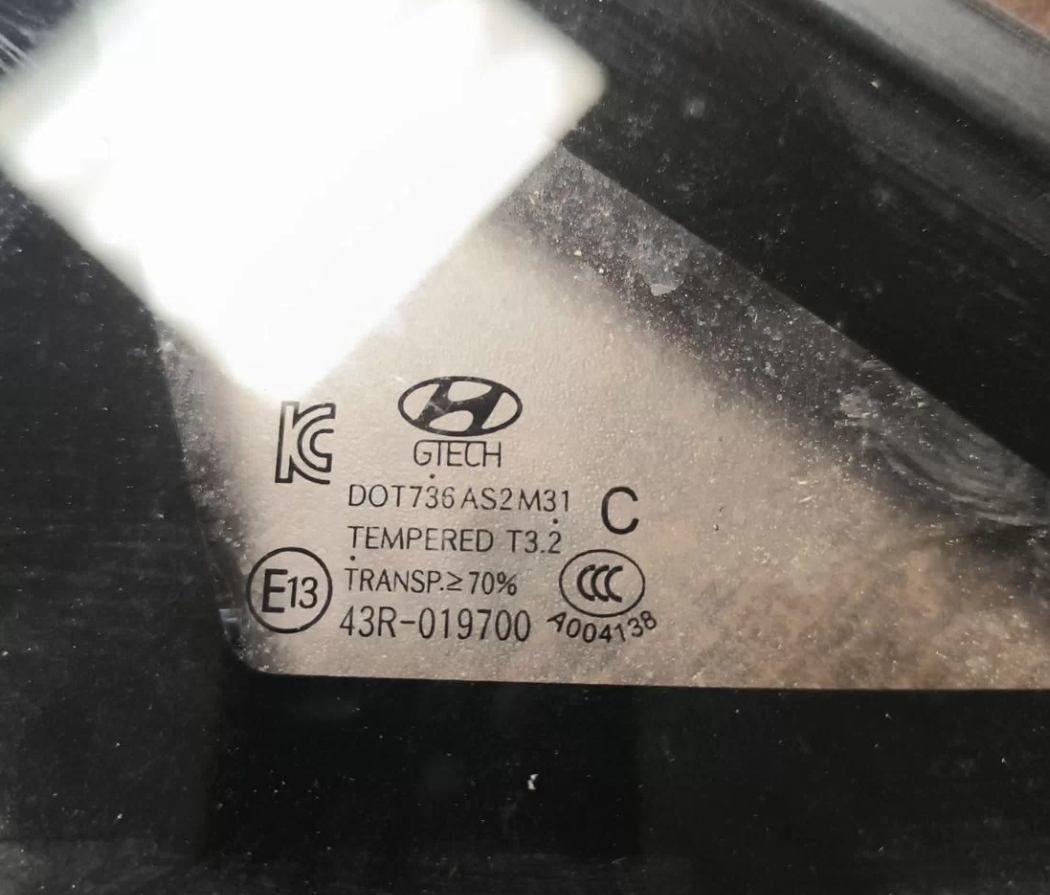 KC
GTECH
DOT736 AS2 M31
C
TEMPERED T3.2
E13
TRANSP.≥70%
CCC
43R-019700
A004138